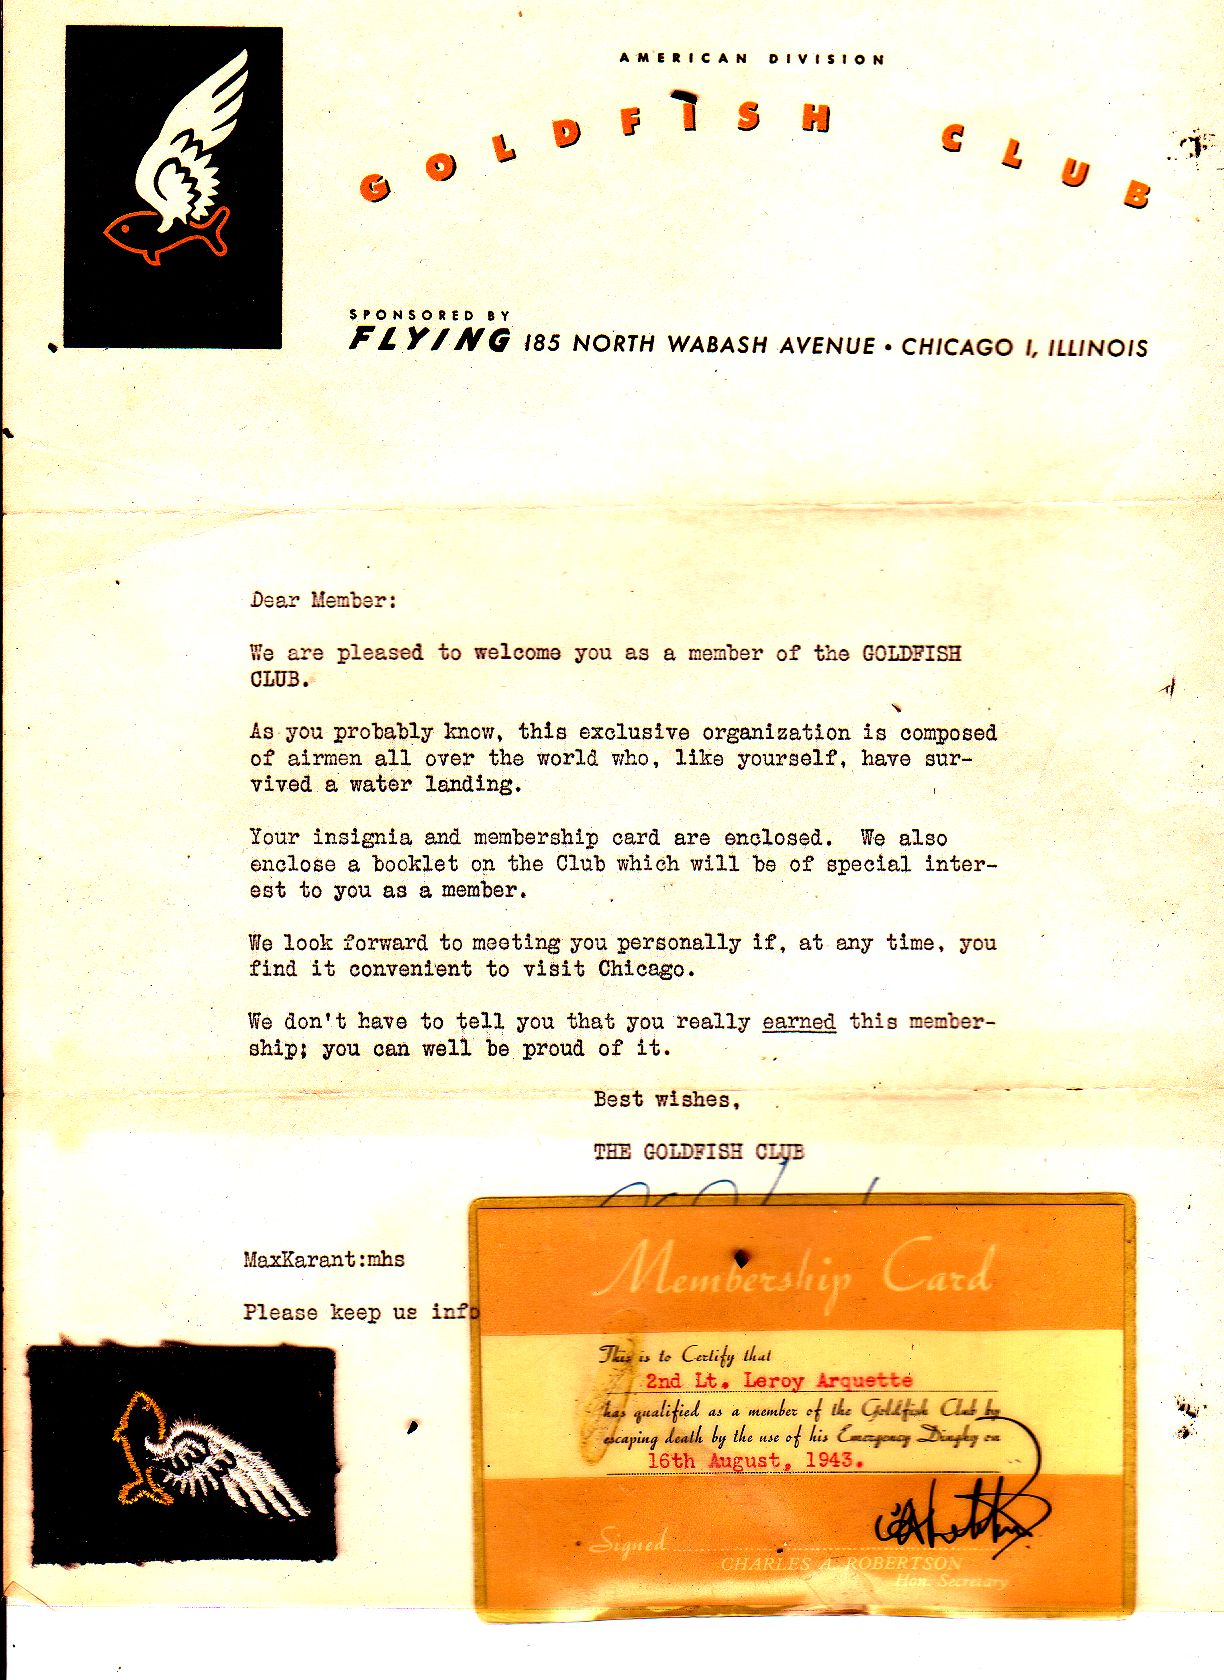 AMERICAN DIVISION
GOLDFISH CLUB
SPONSORED BY
FLYING 185 NORTH WABASH AVENUE • CHICAGO 1, ILLINOIS
Dear Member:
We are pleased to welcome you as a member of the GOLDFISH
CLUB.
As you probably know, this exclusive organization is composed
of airmen all over the world who, like yourself, have sur-
vived a water landing.
Your insignia and membership card are enclosed. We also
enclose a booklet on the Club which will be of special inter-
est to you as a member.
We look forward to meeting you personally if, at any time, you
find it convenient to visit Chicago.
We don't have to tell you that you really earned this member-
ship; you can well be proud of it.
Best wishes,
THE GOLDFISH CLUB
MaxKarant:mhs
Please keep us info
Membership Card
This is to Certify that
2nd Lt. Leroy Arquette
has qualified as a member of the Goldfish Club by
escaping death by the use of his Emergency Dinghy on
16th August, 1943.
Signed
CHARLES A. ROBERTSON
Hon. Secretary